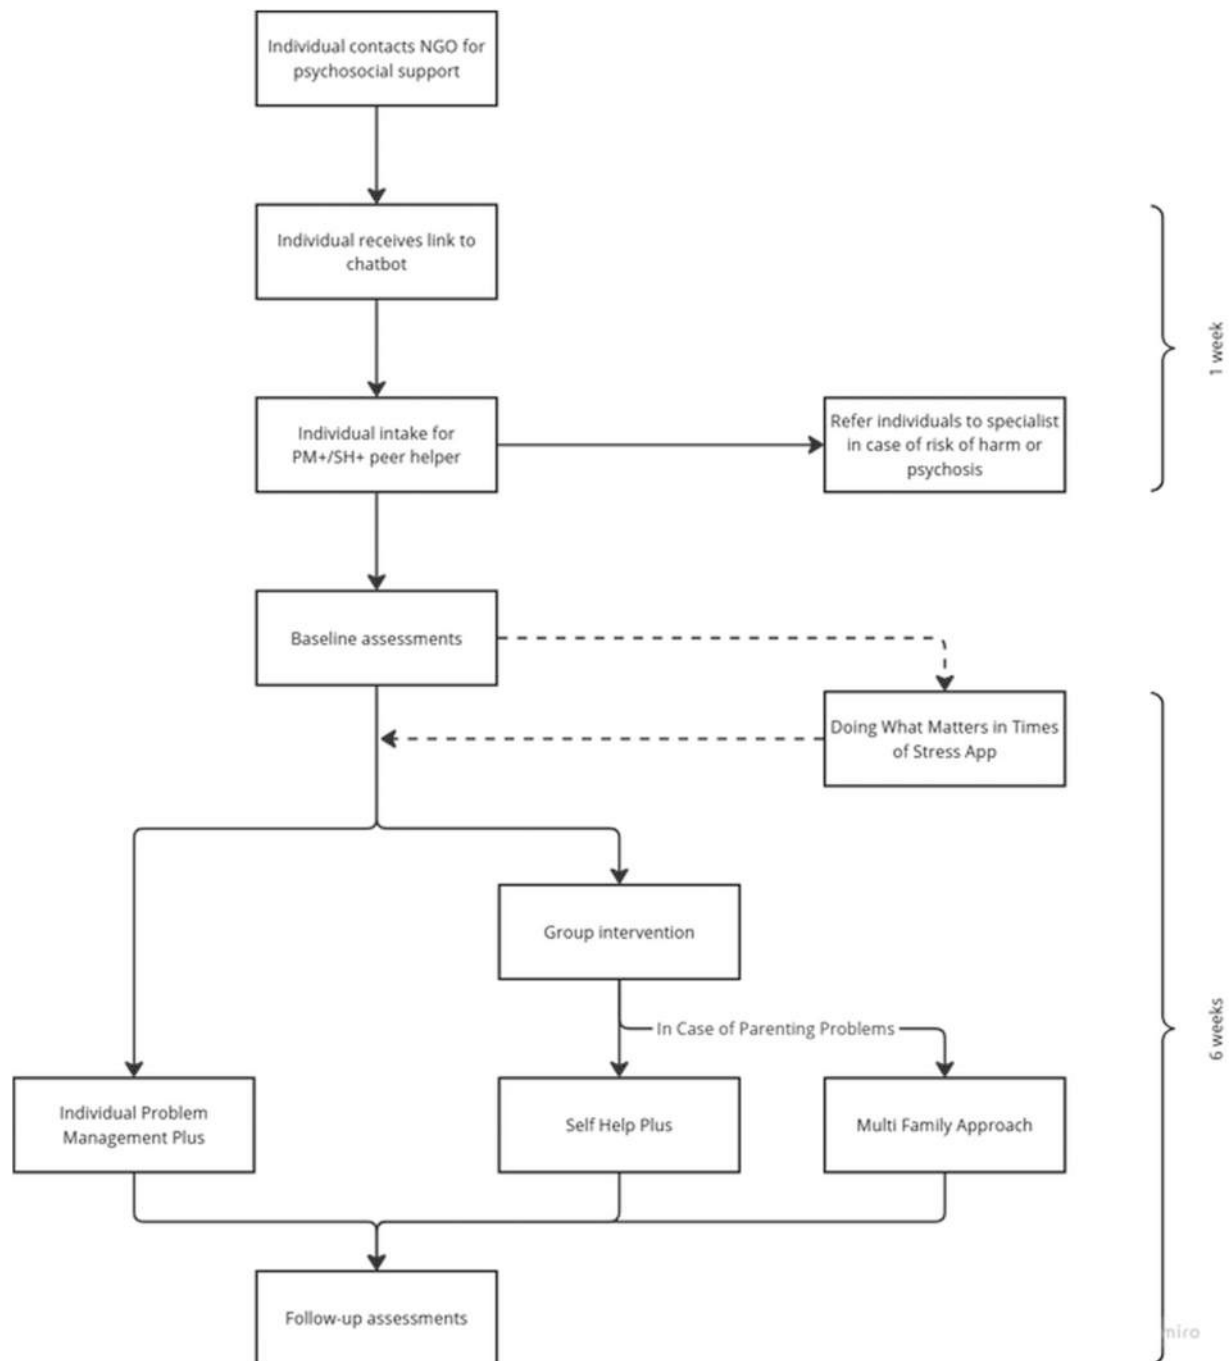 Individual contacts NGO for
psychosocial support
Individual receives link to
chatbot
1 week
Individual intake for
PM+/SH+ peer helper
Refer individuals to specialist
in case of risk of harm or
psychosis
Baseline assessments
Doing What Matters in Times
of Stress App
Group intervention
In Case of Parenting Problems
6 weeks
Individual Problem
Management Plus
Self Help Plus
Multi Family Approach
Follow-up assessments
miro